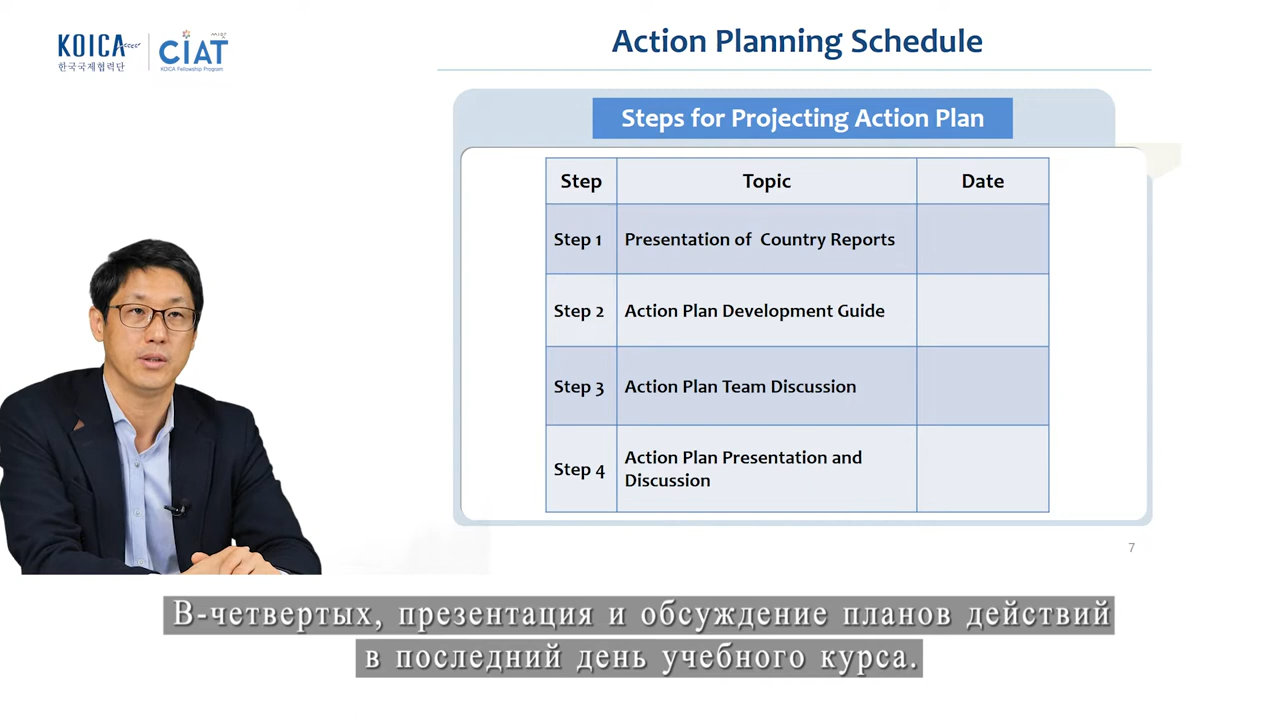 KOICA
한국국제협력단
CIAT
KOICA Fellowship Program
Action Planning Schedule
Steps for Projecting Action Plan
Step Topic Date
Step 1 Presentation of Country Reports
Step 2 Action Plan Development Guide
Step 3 Action Plan Team Discussion
Step 4 Action Plan Presentation and
Discussion
7
В-четвертых, презентация и обсуждение планов действий
в последний день учебного курса.